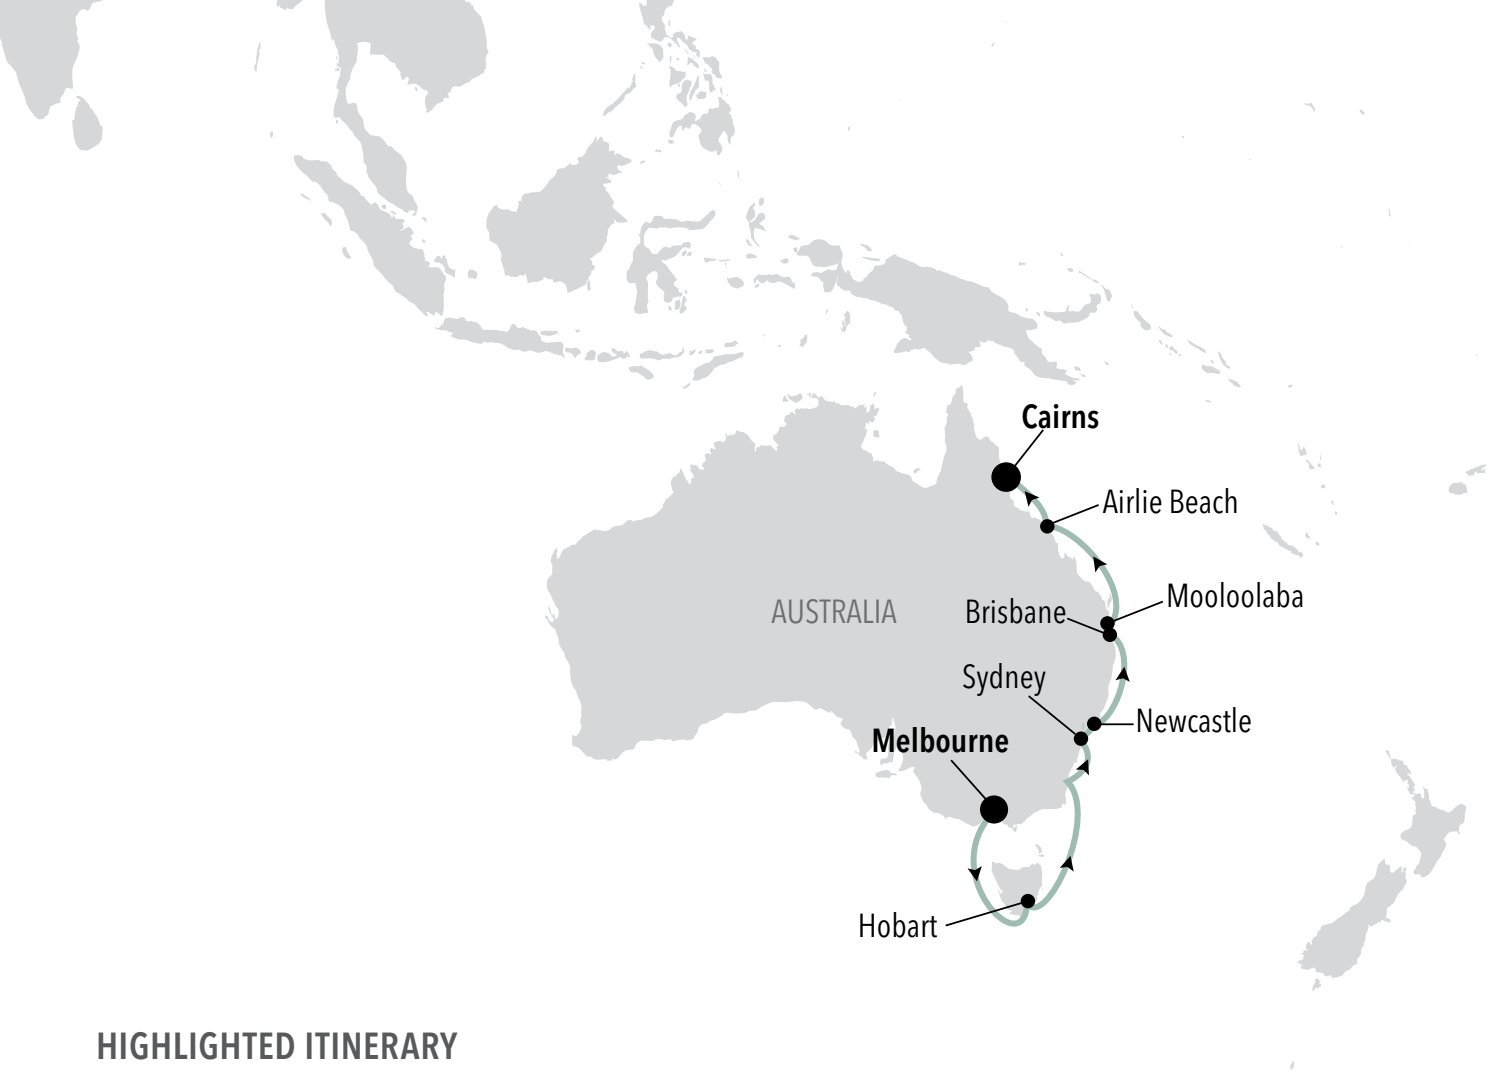 Cairns
Airlie Beach
Mooloolaba
Brisbane
AUSTRALIA
Sydney
Newcastle
Melbourne
Hobart
HIGHLIGHTED ITINERARY